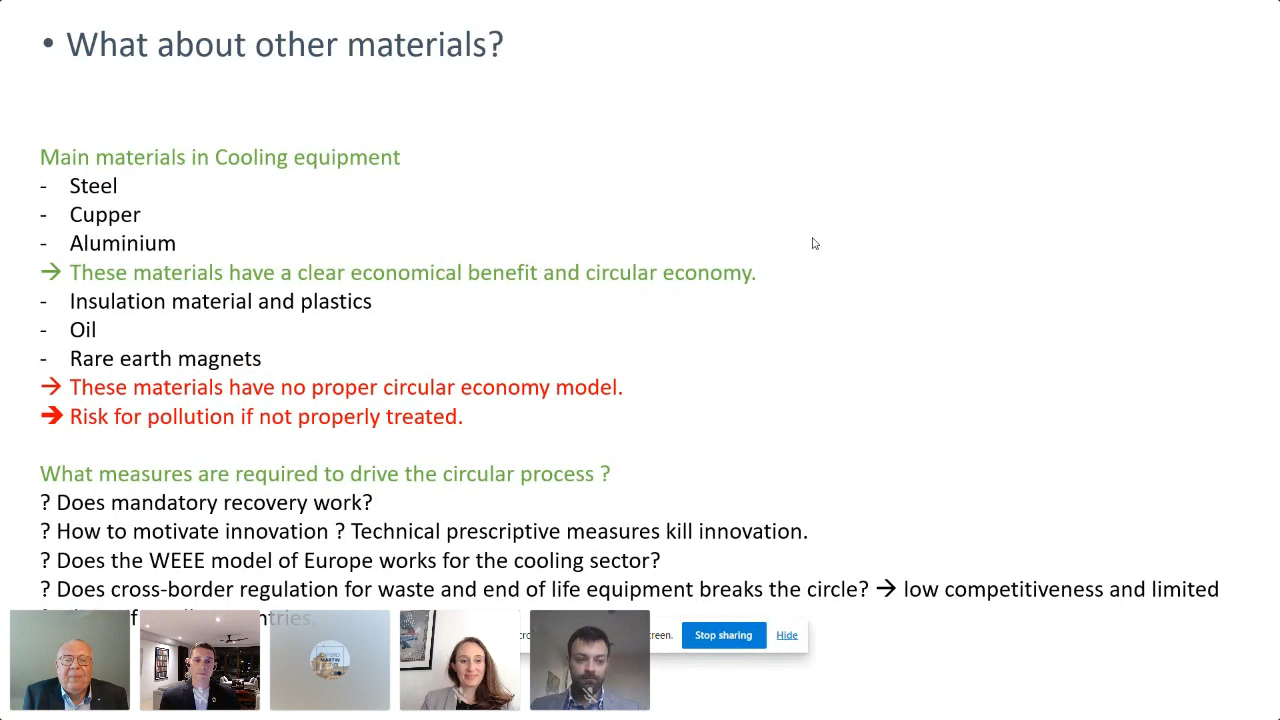 • What about other materials?
Main materials in Cooling equipment
- Steel
- Cupper
- Aluminium
→ These materials have a clear economical benefit and circular economy.
- Insulation material and plastics
- Oil
- Rare earth magnets
→ These materials have no proper circular economy model.
→ Risk for pollution if not properly treated.
What measures are required to drive the circular process ?
? Does mandatory recovery work?
? How to motivate innovation ? Technical prescriptive measures kill innovation.
? Does the WEEE model of Europe works for the cooling sector?
? Does cross-border regulation for waste and end of life equipment breaks the circle? → low competitiveness and limited
Stop sharing
Hide
MARTIN